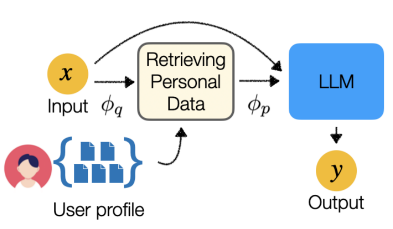 x
Input
ϕq
Retrieving
Personal
Data
ϕp
LLM
y
Output
User profile